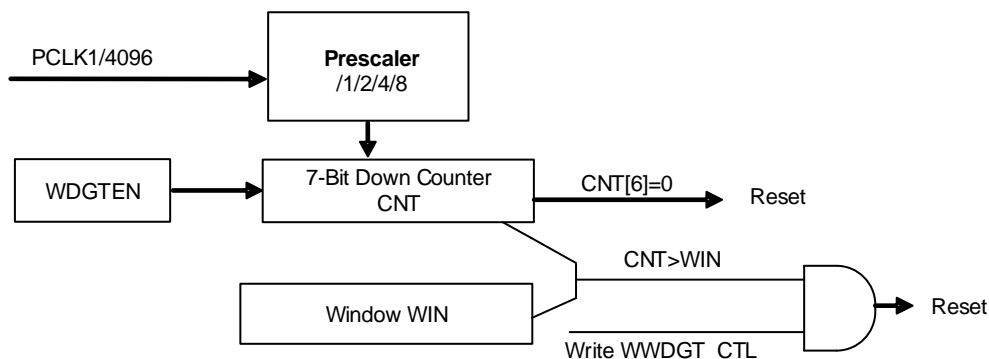 PCLK1/4096
Prescaler
/1/2/4/8
WDGTEN
7-Bit Down Counter
CNT
CNT[6]=0
Reset
CNT>WIN
Window WIN
Reset
Write WWDGT_CTL